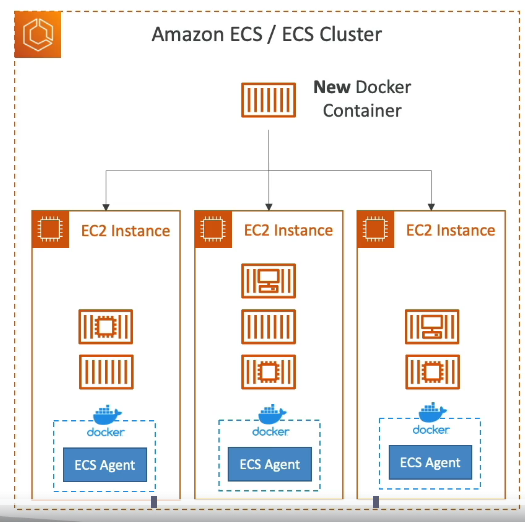 Amazon ECS / ECS Cluster
New Docker
Container
EC2 Instance
EC2 Instance
EC2 Instance
docker
docker
docker
ECS Agent
ECS Agent
ECS Agent